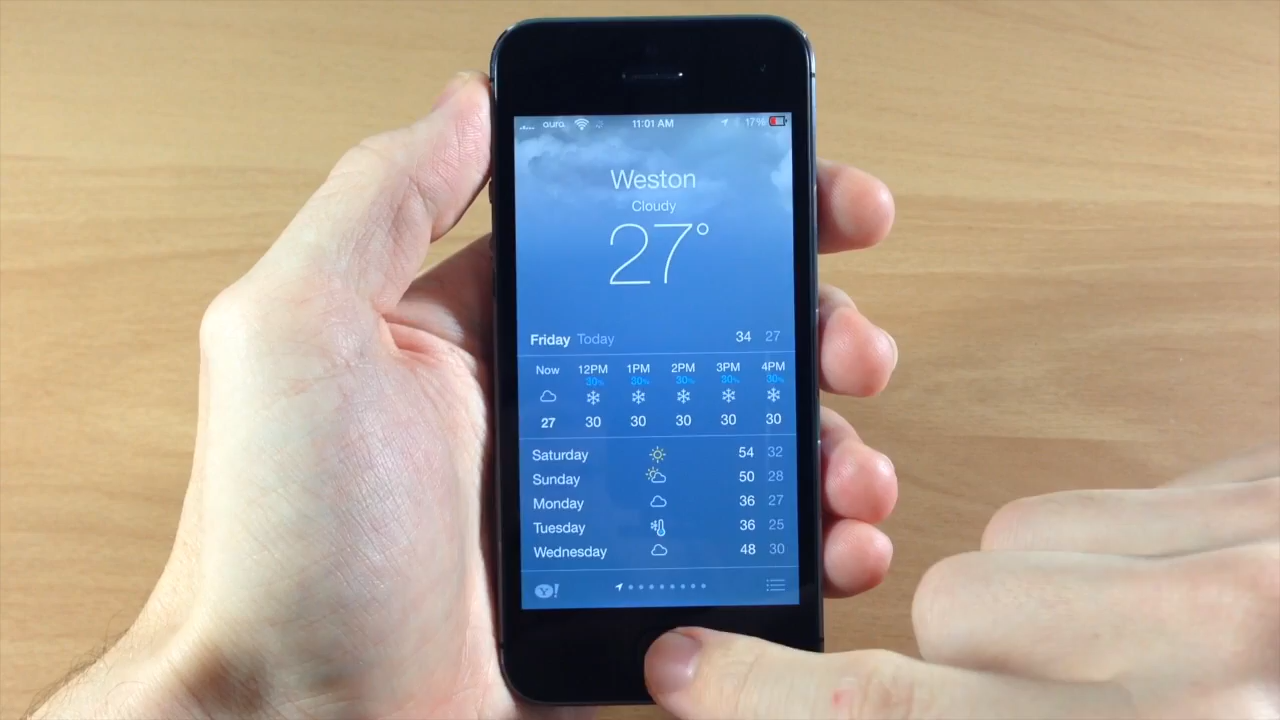 aura 11:01 AM 17%
Weston
Cloudy
27°
Friday Today 34 27
Now 12PM 1PM 2PM 3PM 4PM
30% 30% 30% 30% 30%
27 30 30 30 30 30
Saturday 54 32
Sunday 50 28
Monday 36 27
Tuesday 36 25
Wednesday 48 30
Y!